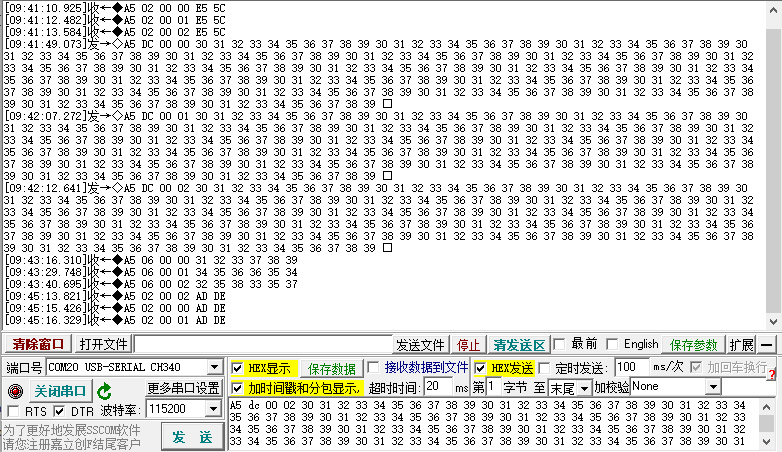 [09:41:10.925]收←◆A5 02 00 00 E5 5C
[09:41:12.482]收←◆A5 02 00 01 E5 5C
[09:41:13.584]收←◆A5 02 00 02 E5 5C
[09:41:49.073]发→◇A5 DC 00 00 30 31 32 33 34 35 36 37 38 39 30 31 32 33 34 35 36 37 38 39 30 31 32 33 34 35 36 37 38 39 30
31 32 33 34 35 36 37 38 39 30 31 32 33 34 35 36 37 38 39 30 31 32 33 34 35 36 37 38 39 30 31 32 33 34 35 36 37 38 39 30 31 32
33 34 35 36 37 38 39 30 31 32 33 34 35 36 37 38 39 30 31 32 33 34 35 36 37 38 39 30 31 32 33 34 35 36 37 38 39 30 31 32 33 34
35 36 37 38 39 30 31 32 33 34 35 36 37 38 39 30 31 32 33 34 35 36 37 38 39 30 31 32 33 34 35 36 37 38 39 30 31 32 33 34 35 36
37 38 39 30 31 32 33 34 35 36 37 38 39 30 31 32 33 34 35 36 37 38 39 30 31 32 33 34 35 36 37 38 39 30 31 32 33 34 35 36 37 38
39 30 31 32 33 34 35 36 37 38 39 30 31 32 33 34 35 36 37 38 39 □
[09:42:07.272]发→◇A5 DC 00 01 30 31 32 33 34 35 36 37 38 39 30 31 32 33 34 35 36 37 38 39 30 31 32 33 34 35 36 37 38 39 30
31 32 33 34 35 36 37 38 39 30 31 32 33 34 35 36 37 38 39 30 31 32 33 34 35 36 37 38 39 30 31 32 33 34 35 36 37 38 39 30 31 32
33 34 35 36 37 38 39 30 31 32 33 34 35 36 37 38 39 30 31 32 33 34 35 36 37 38 39 30 31 32 33 34 35 36 37 38 39 30 31 32 33 34
35 36 37 38 39 30 31 32 33 34 35 36 37 38 39 30 31 32 33 34 35 36 37 38 39 30 31 32 33 34 35 36 37 38 39 30 31 32 33 34 35 36
37 38 39 30 31 32 33 34 35 36 37 38 39 30 31 32 33 34 35 36 37 38 39 30 31 32 33 34 35 36 37 38 39 30 31 32 33 34 35 36 37 38
39 30 31 32 33 34 35 36 37 38 39 30 31 32 33 34 35 36 37 38 39 □
[09:42:12.641]发→◇A5 DC 00 02 30 31 32 33 34 35 36 37 38 39 30 31 32 33 34 35 36 37 38 39 30 31 32 33 34 35 36 37 38 39 30
31 32 33 34 35 36 37 38 39 30 31 32 33 34 35 36 37 38 39 30 31 32 33 34 35 36 37 38 39 30 31 32 33 34 35 36 37 38 39 30 31 32
33 34 35 36 37 38 39 30 31 32 33 34 35 36 37 38 39 30 31 32 33 34 35 36 37 38 39 30 31 32 33 34 35 36 37 38 39 30 31 32 33 34
35 36 37 38 39 30 31 32 33 34 35 36 37 38 39 30 31 32 33 34 35 36 37 38 39 30 31 32 33 34 35 36 37 38 39 30 31 32 33 34 35 36
37 38 39 30 31 32 33 34 35 36 37 38 39 30 31 32 33 34 35 36 37 38 39 30 31 32 33 34 35 36 37 38 39 30 31 32 33 34 35 36 37 38
39 30 31 32 33 34 35 36 37 38 39 30 31 32 33 34 35 36 37 38 39 □
[09:43:16.310]收←◆A5 06 00 00 31 32 33 37 38 39
[09:43:29.748]收←◆A5 06 00 01 34 35 36 36 35 34
[09:43:40.695]收←◆A5 06 00 02 32 35 38 33 35 37
[09:45:13.821]收←◆A5 02 00 02 AD DE
[09:45:15.426]收←◆A5 02 00 00 AD DE
[09:45:16.329]收←◆A5 02 00 01 AD DE
清除窗口 打开文件 发送文件 停止 清发送区 最前 English 保存参数 扩展 —
端口号 COM20 USB-SERIAL CH340 HEX显示 保存数据 接收数据到文件 HEX发送 定时发送: 100 ms/次 加回车换行
关闭串口 更多串口设置 加时间戳和分包显示, 超时时间: 20 ms 第1 字节 至 末尾 加校验 None ?
RTS DTR 波特率: 115200
A5 dc 00 02 30 31 32 33 34 35 36 37 38 39 30 31 32 33 34 35 36 37 38 39 30 31 32 33 34
35 36 37 38 39 30 31 32 33 34 35 36 37 38 39 30 31 32 33 34 35 36 37 38 39 30 31 32 33
34 35 36 37 38 39 30 31 32 33 34 35 36 37 38 39 30 31 32 33 34 35 36 37 38 39 30 31 32
为了更好地发展SSCOM软件
请您注册嘉立创F结尾客户
发 送